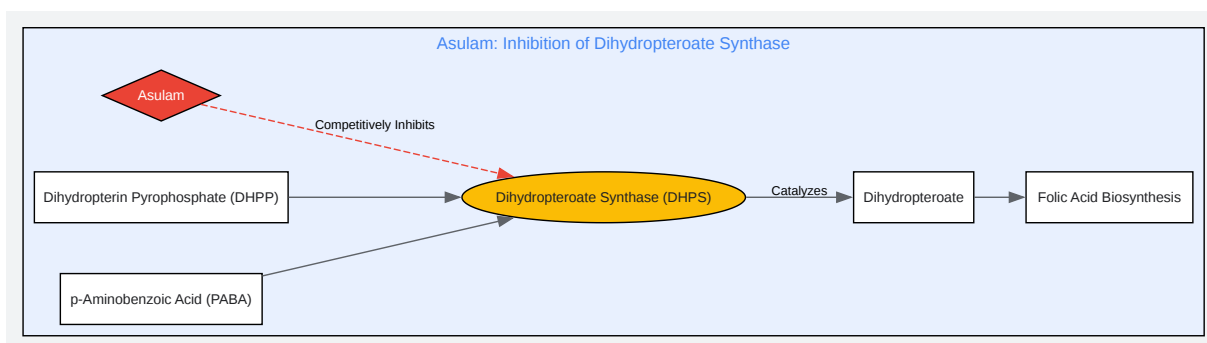 Asulam: Inhibition of Dihydropteroate Synthase
Asulam
Competitively Inhibits
Dihydropterin Pyrophosphate (DHPP)
Dihydropteroate Synthase (DHPS)
Catalyzes
Dihydropteroate
Folic Acid Biosynthesis
p-Aminobenzoic Acid (PABA)